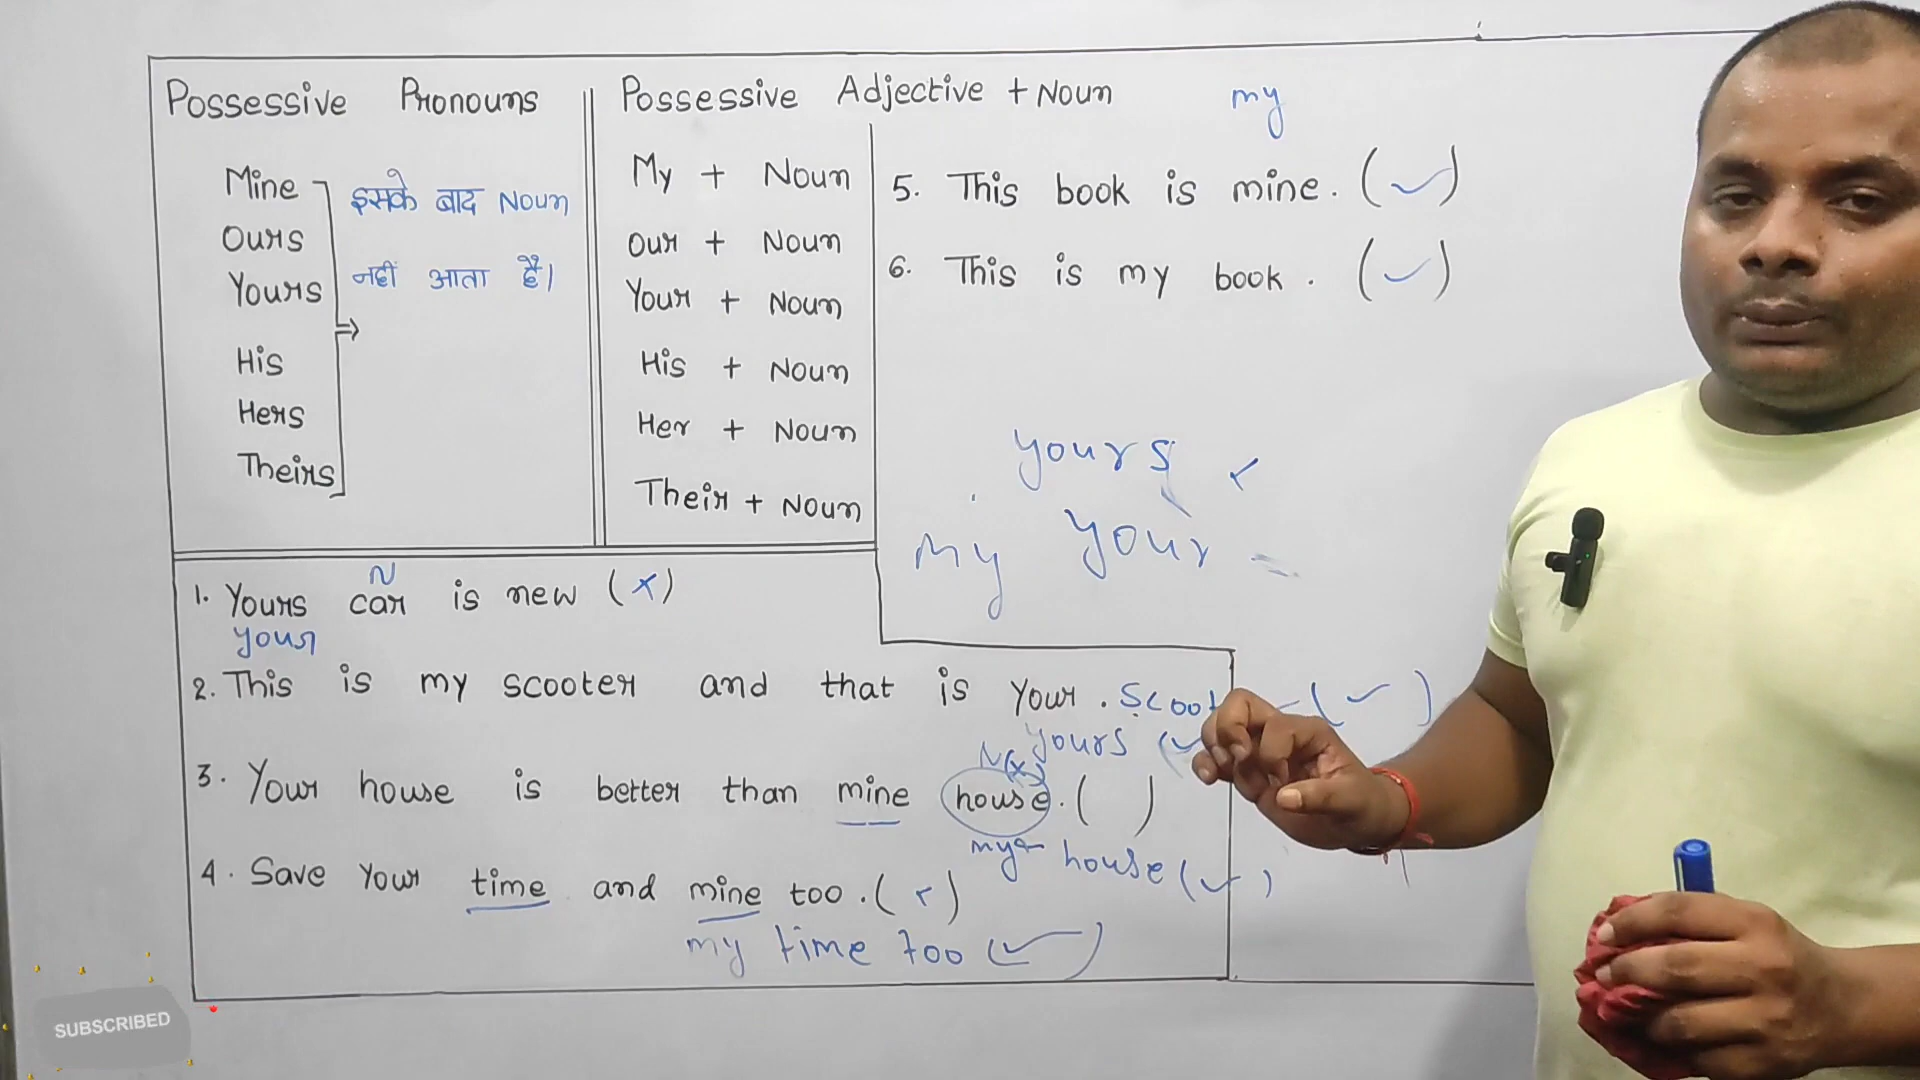 Possessive Pronouns
Mine
Ours
Yours
His
Hers
Theirs
इसके बाद Noun
नहीं आता है।
Possessive Adjective + Noun
My + Noun
Our + Noun
Your + Noun
His + Noun
Her + Noun
Their + Noun
my
5. This book is mine. (✓)
6. This is my book. (✓)
yours
my your =
N
1. Yours car is new (x)
your
2. This is my scooter and that is your. Scoot (✓)
yours (✓
N(x)
3. Your house is better than mine house. ( )
my house (✓)
4. Save your time and mine too. (✓)
my time too (✓)
SUBSCRIBED